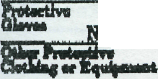 Protective
Gloves
N
Other Protective
Clothing or Equipment